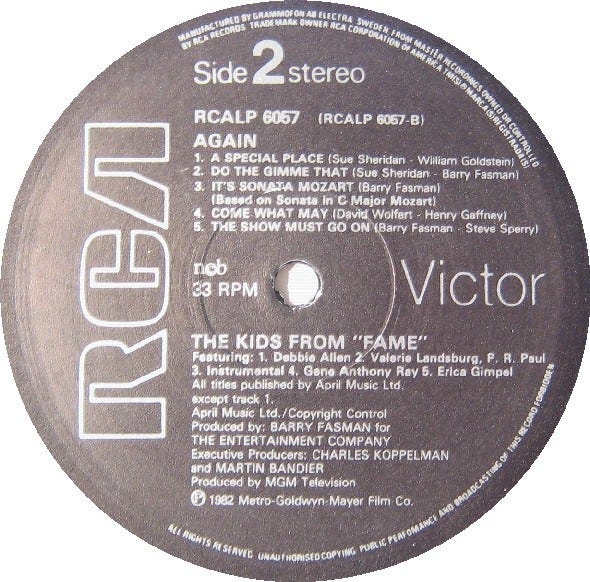 MANUFACTURED BY GRAMMOFON AB ELECTRA, SWEDEN, FROM MASTER RECORDINGS OWNED OR CONTROLLED
BY RCA RECORDS TRADEMARK OWNER RCA CORPORATION OF AMERICA TM(S)® MARCA(S) REGISTRADA(S)
Side 2 stereo
RCALP 6057 (RCALP 6057-B)
AGAIN
1. A SPECIAL PLACE (Sue Sheridan - William Goldstein)
2. DO THE GIMME THAT (Sue Sheridan - Barry Fasman)
3. IT'S SONATA MOZART (Barry Fasman)
(Based on Sonata in C Major Mozart)
4. COME WHAT MAY (David Wolfert - Henry Gaffney)
5. THE SHOW MUST GO ON (Barry Fasman - Steve Sperry)
RCA
ncb
33 RPM
Victor
THE KIDS FROM "FAME"
Featuring: 1. Debbie Allen 2. Valerie Landsburg, P. R. Paul
3. Instrumental 4. Gene Anthony Ray 5. Erica Gimpel
All titles published by April Music Ltd.
except track 1.
April Music Ltd./Copyright Control
Produced by: BARRY FASMAN for
THE ENTERTAINMENT COMPANY
Executive Producers: CHARLES KOPPELMAN
and MARTIN BANDIER
Produced by MGM Television
℗ 1982 Metro-Goldwyn-Mayer Film Co.
ALL RIGHTS RESERVED. UNAUTHORISED COPYING PUBLIC PERFOMANCE AND BROADCASTING OF THIS RECORD FORBIDDEN